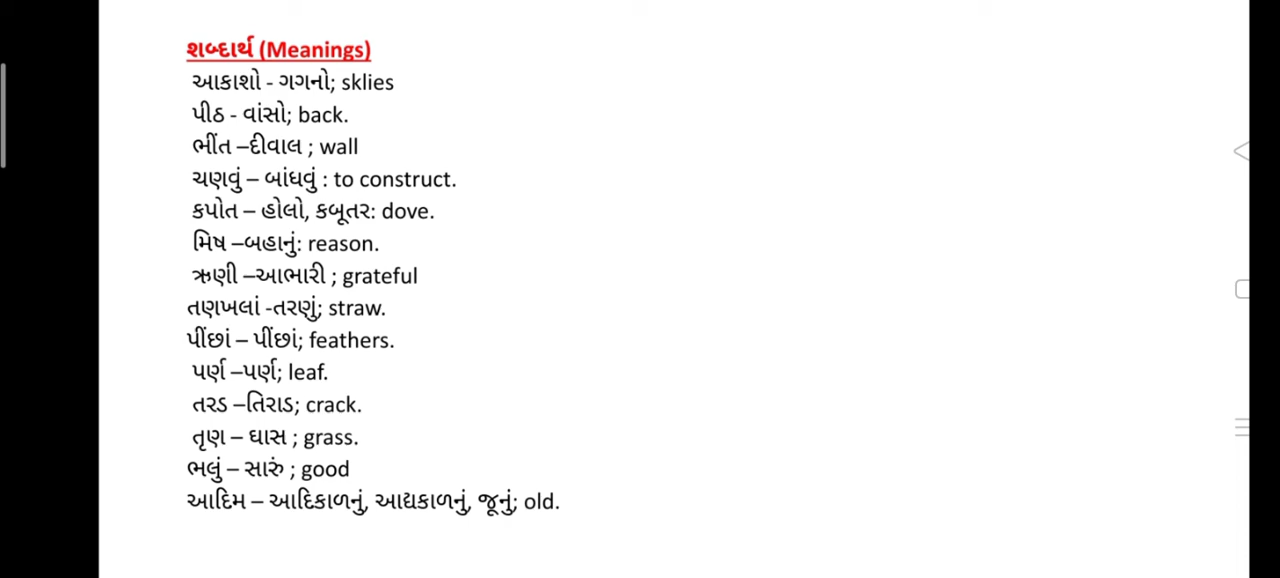 શબ્દાર્થ (Meanings)
આકાશો - ગગનો; sklies
પીઠ - વાંસો; back.
ભીંત –દીવાલ ; wall
ચણવું – બાંધવું : to construct.
કપોત – હોલો, કબૂતર: dove.
મિષ –બહાનું: reason.
ઋણી –આભારી ; grateful
તણખલાં -તરણું; straw.
પીંછાં – પીંછાં; feathers.
પર્ણ –પર્ણ; leaf.
તરડ –તિરાડ; crack.
તૃણ – ઘાસ ; grass.
ભલું – સારું ; good
આદિમ – આદિકાળનું, આદ્યકાળનું, જૂનું; old.